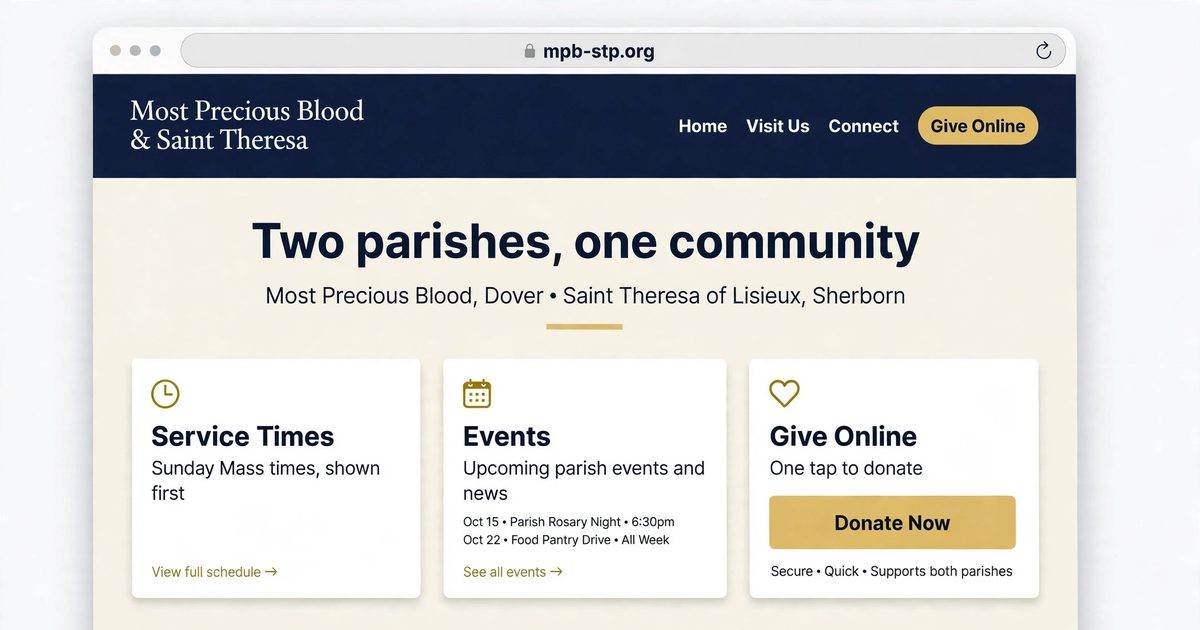 mpb-stp.org
Most Precious Blood
& Saint Theresa
Home
Visit Us
Connect
Give Online
Two parishes, one community
Most Precious Blood, Dover • Saint Theresa of Lisieux, Sherborn
Service Times
Sunday Mass times, shown
first
View full schedule →
Events
Upcoming parish events and
news
Oct 15 • Parish Rosary Night • 6:30pm
Oct 22 • Food Pantry Drive • All Week
See all events →
Give Online
One tap to donate
Donate Now
Secure • Quick • Supports both parishes